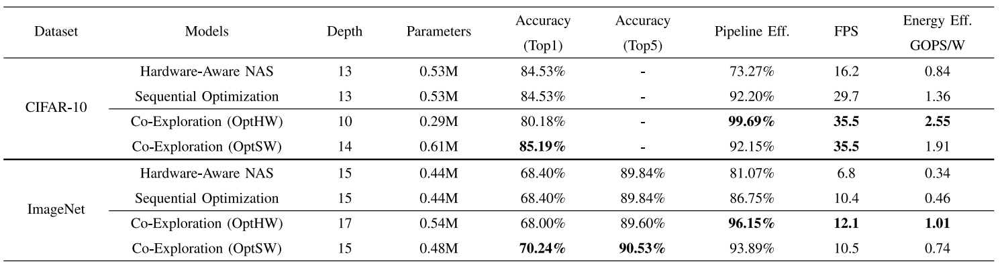 Dataset Models Depth Parameters Accuracy (Top1) Accuracy (Top5) Pipeline Eff. FPS Energy Eff. GOPS/W
CIFAR-10
Hardware-Aware NAS 13 0.53M 84.53% - 73.27% 16.2 0.84
Sequential Optimization 13 0.53M 84.53% - 92.20% 29.7 1.36
Co-Exploration (OptHW) 10 0.29M 80.18% - 99.69% 35.5 2.55
Co-Exploration (OptSW) 14 0.61M 85.19% - 92.15% 35.5 1.91
ImageNet
Hardware-Aware NAS 15 0.44M 68.40% 89.84% 81.07% 6.8 0.34
Sequential Optimization 15 0.44M 68.40% 89.84% 86.75% 10.4 0.46
Co-Exploration (OptHW) 17 0.54M 68.00% 89.60% 96.15% 12.1 1.01
Co-Exploration (OptSW) 15 0.48M 70.24% 90.53% 93.89% 10.5 0.74